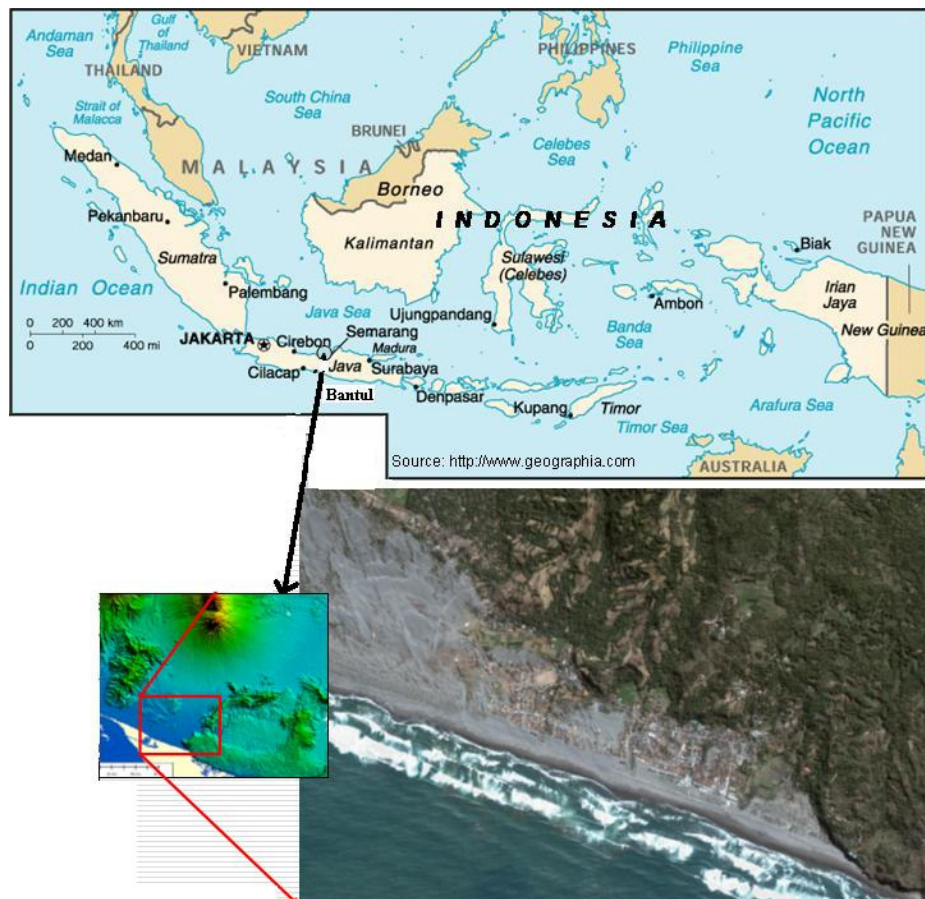 Andaman
Sea
Gulf
of
Thailand
VIETNAM
THAILAND
PHILIPPINES
Philippine
Sea
Strait of
Malacca
South China
Sea
North
Pacific
Ocean
BRUNEI
Celebes
Sea
Medan
MALAYSIA
Borneo
INDONESIA
PAPUA
NEW
GUINEA
Pekanbaru
Kalimantan
Biak
Sumatra
Sulawesi
(Celebes)
Irian
Jaya
Indian Ocean
Palembang
Ambon
Java Sea
Ujungpandang
New Guinea
0 200 400 km
0 200 400 mi
JAKARTA
Cirebon
Semarang
Madura
Banda
Sea
Cilacap
Java
Surabaya
Bantul
Denpasar
Kupang
Timor
Arafura Sea
Timor Sea
Source: http://www.geographia.com
AUSTRALIA